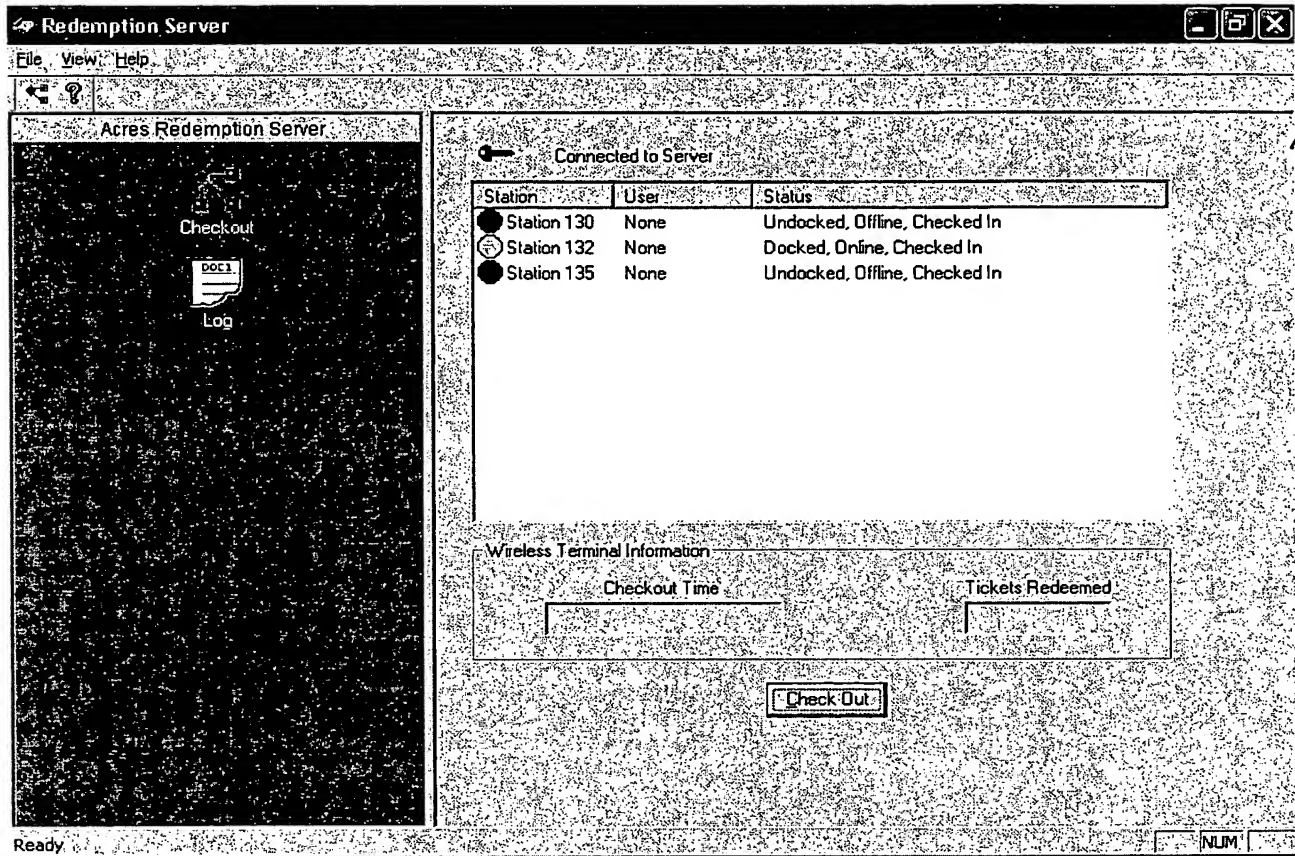 Redemption Server
File View Help
?
Acres Redemption Server
Checkout
DOC1
Log
Connected to Server
Station User Status
Station 130 None Undocked, Offline, Checked In
Station 132 None Docked, Online, Checked In
Station 135 None Undocked, Offline, Checked In
Wireless Terminal Information
Checkout Time Tickets Redeemed
Check Out
Ready NUM